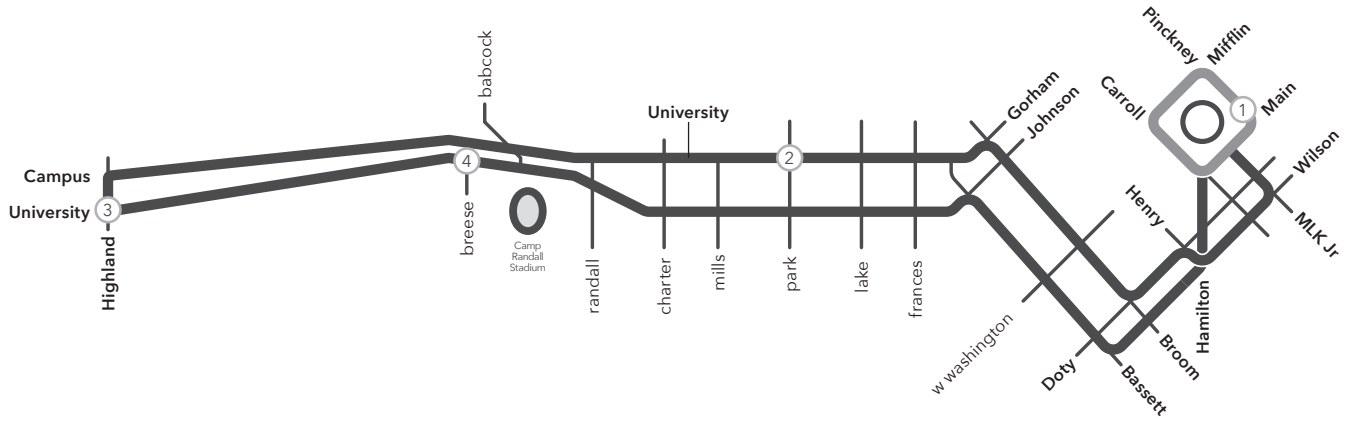 Pinckney
Mifflin
Carroll
1
Main
babcock
Gorham
Johnson
University
Wilson
Campus
4
2
University
3
Henry
MLK Jr
Highland
breese
Camp
Randall
Stadium
randall
charter
mills
park
lake
frances
w washington
Hamilton
Doty
Broom
Bassett